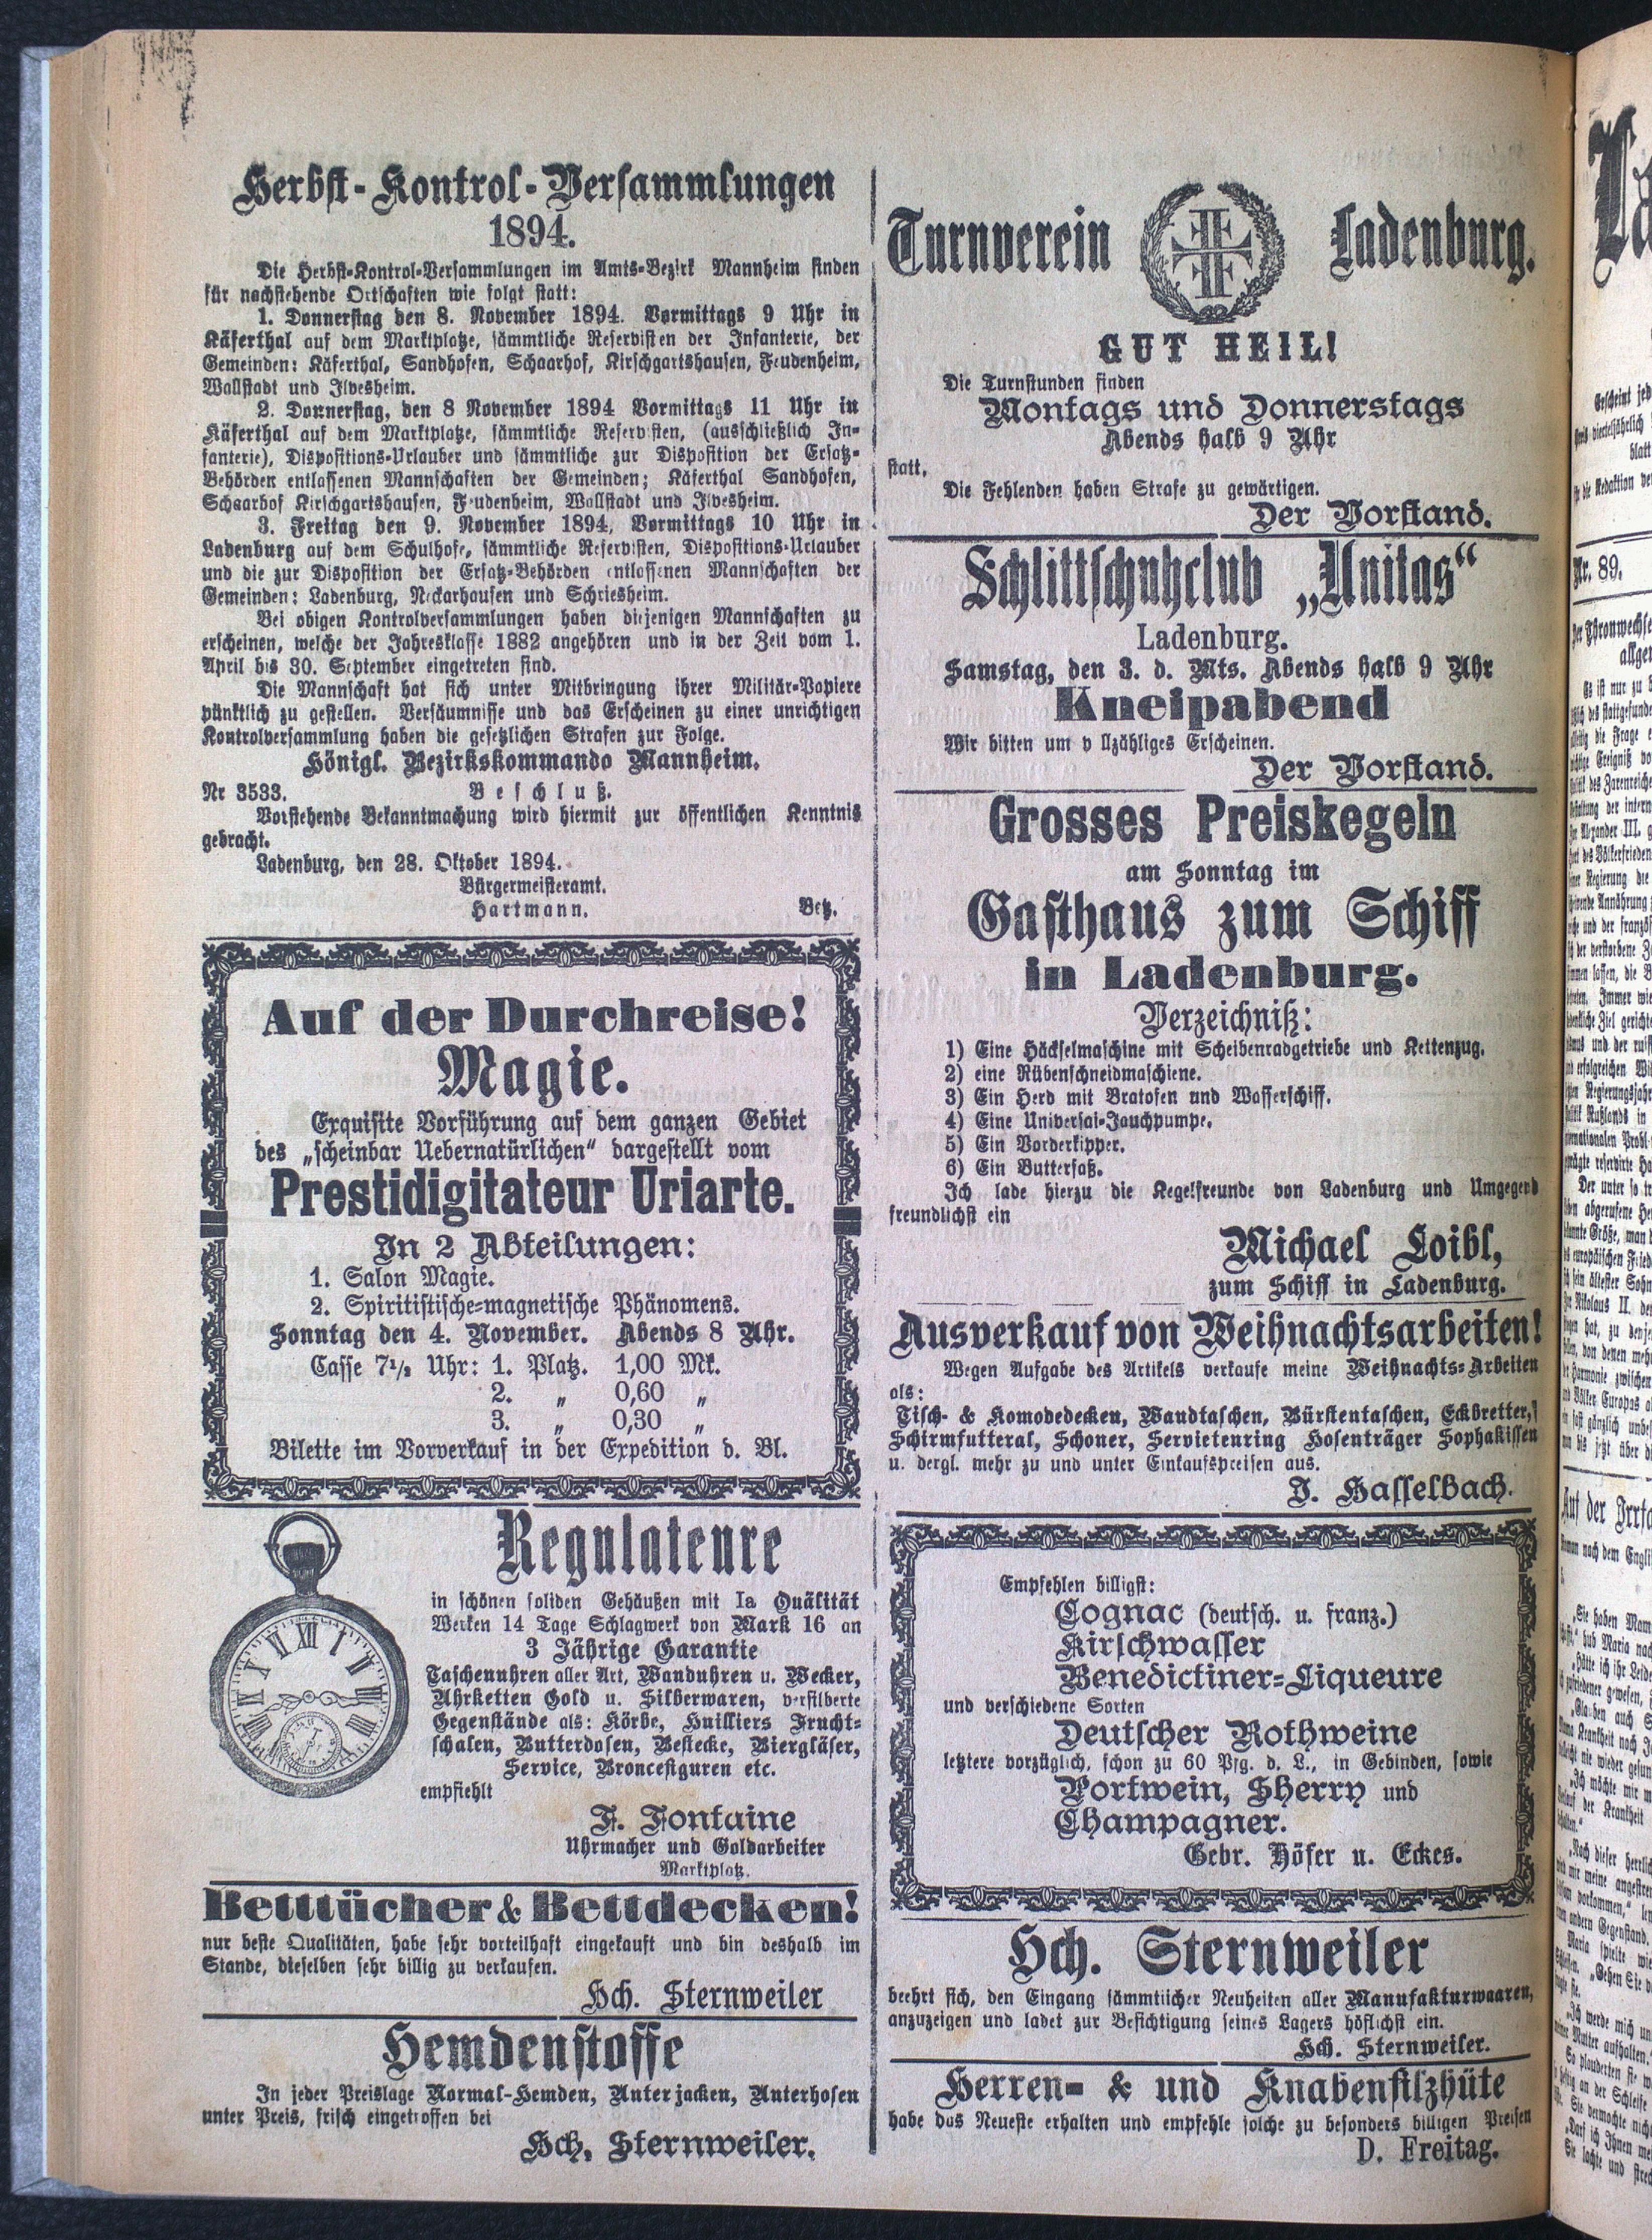 Herbst-Kontrol-Versammlungen
1894.
Die Herbst-Kontrol-Versammlungen im Amts-Bezirk Mannheim finden
für nachstehende Ortschaften wie folgt statt:
1. Donnerstag den 8. November 1894. Vormittags 9 Uhr in
Käferthal auf dem Marktplatze, sämmtliche Reservisten der Infanterie, der
Gemeinden: Käferthal, Sandhofen, Schaarhof, Kirschgartshausen, Feudenheim,
Wallstadt und Ilvesheim.
2. Donnerstag, den 8 November 1894 Vormittags 11 Uhr in
Käferthal auf dem Marktplatze, sämmtliche Reservisten, (ausschließlich In-
fanterie), Dispositions-Urlauber und sämmtliche zur Disposition der Ersatz-
Behörden entlassenen Mannschaften der Gemeinden; Käferthal Sandhofen,
Schaarhof Kirschgartshausen, Feudenheim, Wallstadt und Ilvesheim.
3. Freitag den 9. November 1894, Vormittags 10 Uhr in
Ladenburg auf dem Schulhofe, sämmtliche Reservisten, Dispositions-Urlauber
und die zur Disposition der Ersatz-Behörden entlassenen Mannschaften der
Gemeinden: Ladenburg, Neckarhausen und Schriesheim.
Bei obigen Kontrolversammlungen haben diejenigen Mannschaften zu
erscheinen, welche der Jahresklasse 1882 angehören und in der Zeit vom 1.
April bis 30. September eingetreten sind.
Die Mannschaft hat sich unter Mitbringung ihrer Militär-Papiere
pünktlich zu gestellen. Versäumnisse und das Erscheinen zu einer unrichtigen
Kontrolversammlung haben die gesetzlichen Strafen zur Folge.
Königl. Bezirkskommando Mannheim.
Nr 3533. Beschluß.
Vorstehende Bekanntmachung wird hiermit zur öffentlichen Kenntnis
gebracht.
Ladenburg, den 28. Oktober 1894.
Bürgermeisteramt.
Hartmann. Betz.
Auf der Durchreise!
Magie.
Exquisite Vorführung auf dem ganzen Gebiet
des „scheinbar Uebernatürlichen“ dargestellt vom
Prestidigitateur Uriarte.
In 2 Abteilungen:
1. Salon Magie.
2. Spiritistische-magnetische Phänomens.
Sonntag den 4. November. Abends 8 Uhr.
Casse 7½ Uhr: 1. Platz. 1,00 Mk.
2. „ 0,60 „
3. „ 0,30 „
Bilette im Vorverkauf in der Expedition d. Bl.
Regulateure
in schönen soliden Gehäußen mit Ia Quälität
Werken 14 Tage Schlagwerk von Mark 16 an
3 Jährige Garantie
Taschenuhren aller Art, Wanduhren u. Wecker,
Uhrketten Gold u. Silberwaren, versilberte
Gegenstände als: Körbe, Huilliers Frucht-
schalen, Butterdosen, Bestecke, Biergläser,
Service, Broncefiguren etc.
empfiehlt
F. Fontaine
Uhrmacher und Goldarbeiter
Marktplatz.
Betttücher & Bettdecken!
nur beste Qualitäten, habe sehr vorteilhaft eingekauft und bin deshalb im
Stande, dieselben sehr billig zu verkaufen.
Hch. Sternweiler
Hemdenstoffe
In jeder Preislage Normal-Hemden, Unterjacken, Unterhosen
unter Preis, frisch eingetroffen bei
Hch. Sternweiler.
Turnverein Ladenburg.
GUT HEIL!
Die Turnstunden finden
Montags und Donnerstags
Abends halb 9 Uhr
statt.
Die Fehlenden haben Strafe zu gewärtigen.
Der Vorstand.
Schlittschuhclub „Unitas“
Ladenburg.
Samstag, den 3. d. Mts. Abends halb 9 Uhr
Kneipabend
Wir bitten um v llzähliges Erscheinen.
Der Vorstand.
Grosses Preiskegeln
am Sonntag im
Gasthaus zum Schiff
in Ladenburg.
Verzeichniß:
1) Eine Häckselmaschine mit Scheibenradgetriebe und Kettenzug.
2) eine Rübenschneidmaschiene.
3) Ein Herd mit Bratofen und Wasserschiff.
4) Eine Universal-Jauchpumpe.
5) Ein Vorderkipper.
6) Ein Butterfaß.
Ich lade hierzu die Kegelfreunde von Ladenburg und Umgegend
freundlichst ein
Michael Loibl,
zum Schiff in Ladenburg.
Ausverkauf von Weihnachtsarbeiten!
Wegen Aufgabe des Artikels verkaufe meine Weihnachts-Arbeiten
als:
Tisch- & Komodedecken, Wandtaschen, Bürstentaschen, Eckbretter,
Schirmfutteral, Schoner, Servietenring Hosenträger Sophakissen
u. dergl. mehr zu und unter Einkaufspreisen aus.
J. Hasselbach.
Empfehlen billigst:
Cognac (deutsch. u. franz.)
Kirschwasser
Benedictiner-Liqueure
und verschiedene Sorten
Deutscher Rothweine
letztere vorzüglich, schon zu 60 Pfg. d. L., in Gebinden, sowie
Portwein, Sherry und
Champagner.
Gebr. Höfer u. Eckes.
Hch. Sternweiler
beehrt sich, den Eingang sämmtlicher Neuheiten aller Manufakturwaaren,
anzuzeigen und ladet zur Besichtigung seines Lagers höflichst ein.
Hch. Sternweiler.
Herren- & und Knabenfilzhüte
habe das Neueste erhalten und empfehle solche zu besonders billigen Preisen
D. Freitag.
Nr. 89.